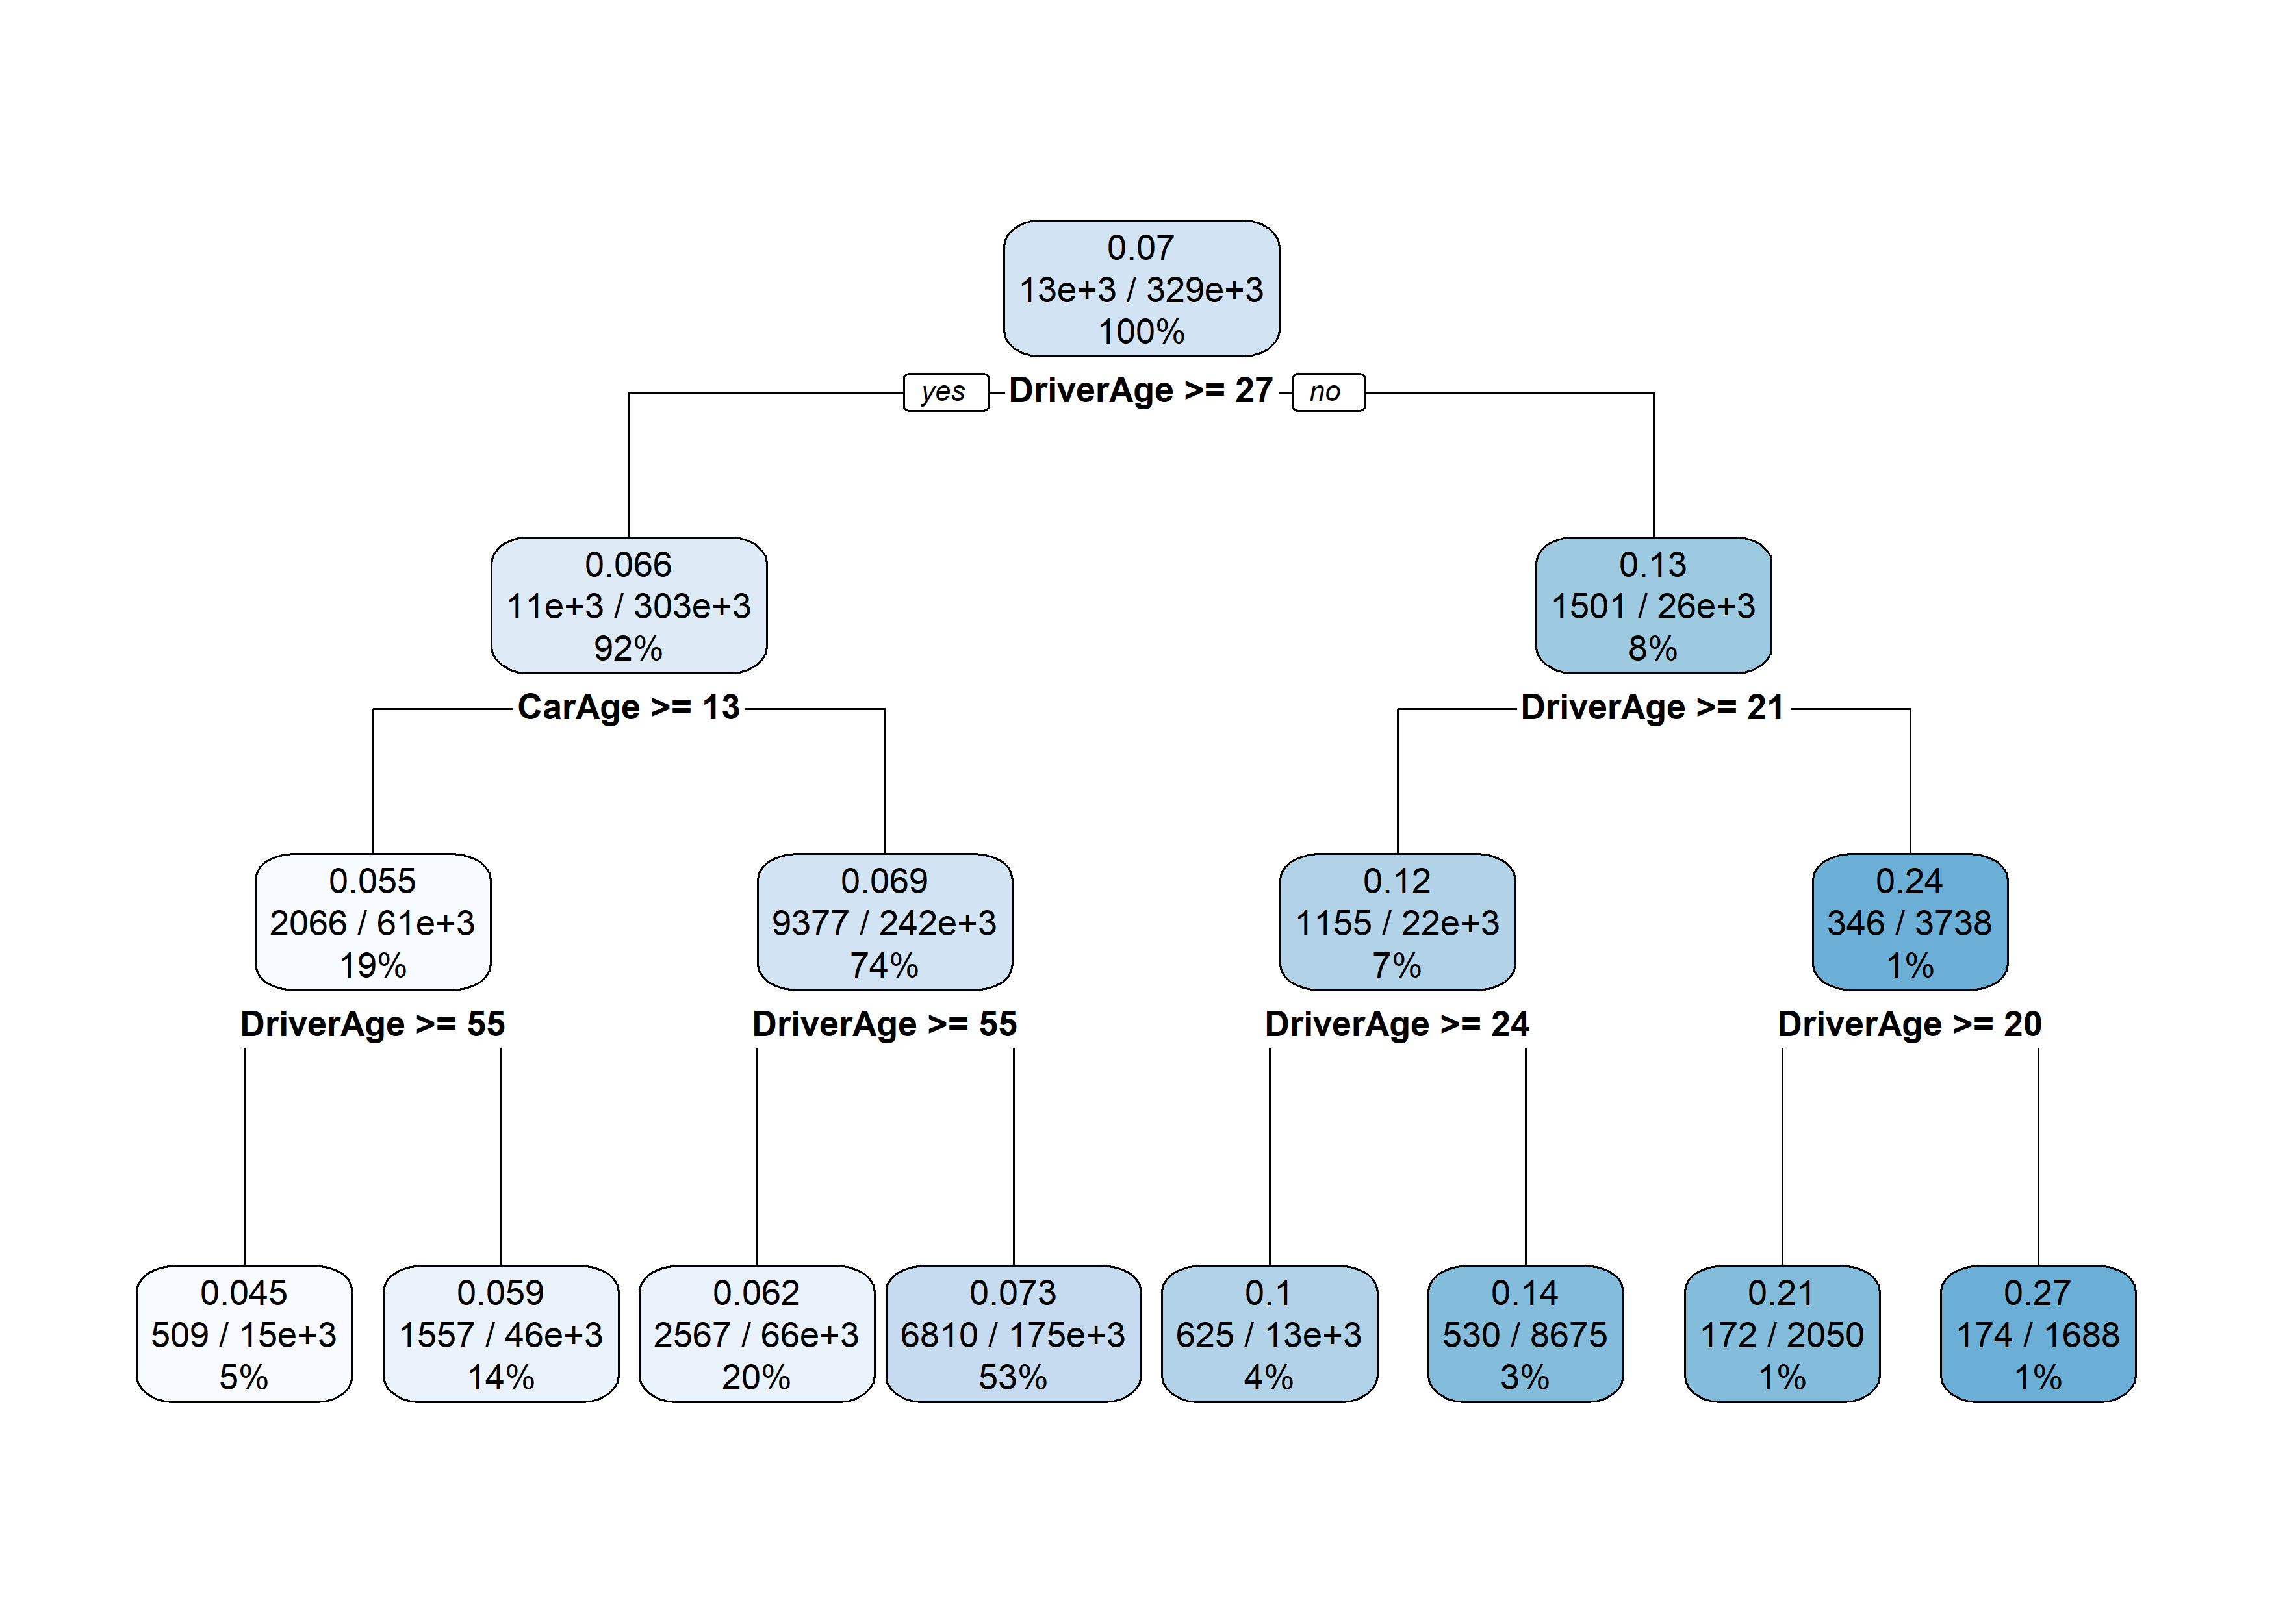 0.07
13e+3 / 329e+3
100%
yes DriverAge >= 27 no
0.066
11e+3 / 303e+3
92%
0.13
1501 / 26e+3
8%
CarAge >= 13
DriverAge >= 21
0.055
2066 / 61e+3
19%
0.069
9377 / 242e+3
74%
0.12
1155 / 22e+3
7%
0.24
346 / 3738
1%
DriverAge >= 55
DriverAge >= 55
DriverAge >= 24
DriverAge >= 20
0.045
509 / 15e+3
5%
0.059
1557 / 46e+3
14%
0.062
2567 / 66e+3
20%
0.073
6810 / 175e+3
53%
0.1
625 / 13e+3
4%
0.14
530 / 8675
3%
0.21
172 / 2050
1%
0.27
174 / 1688
1%